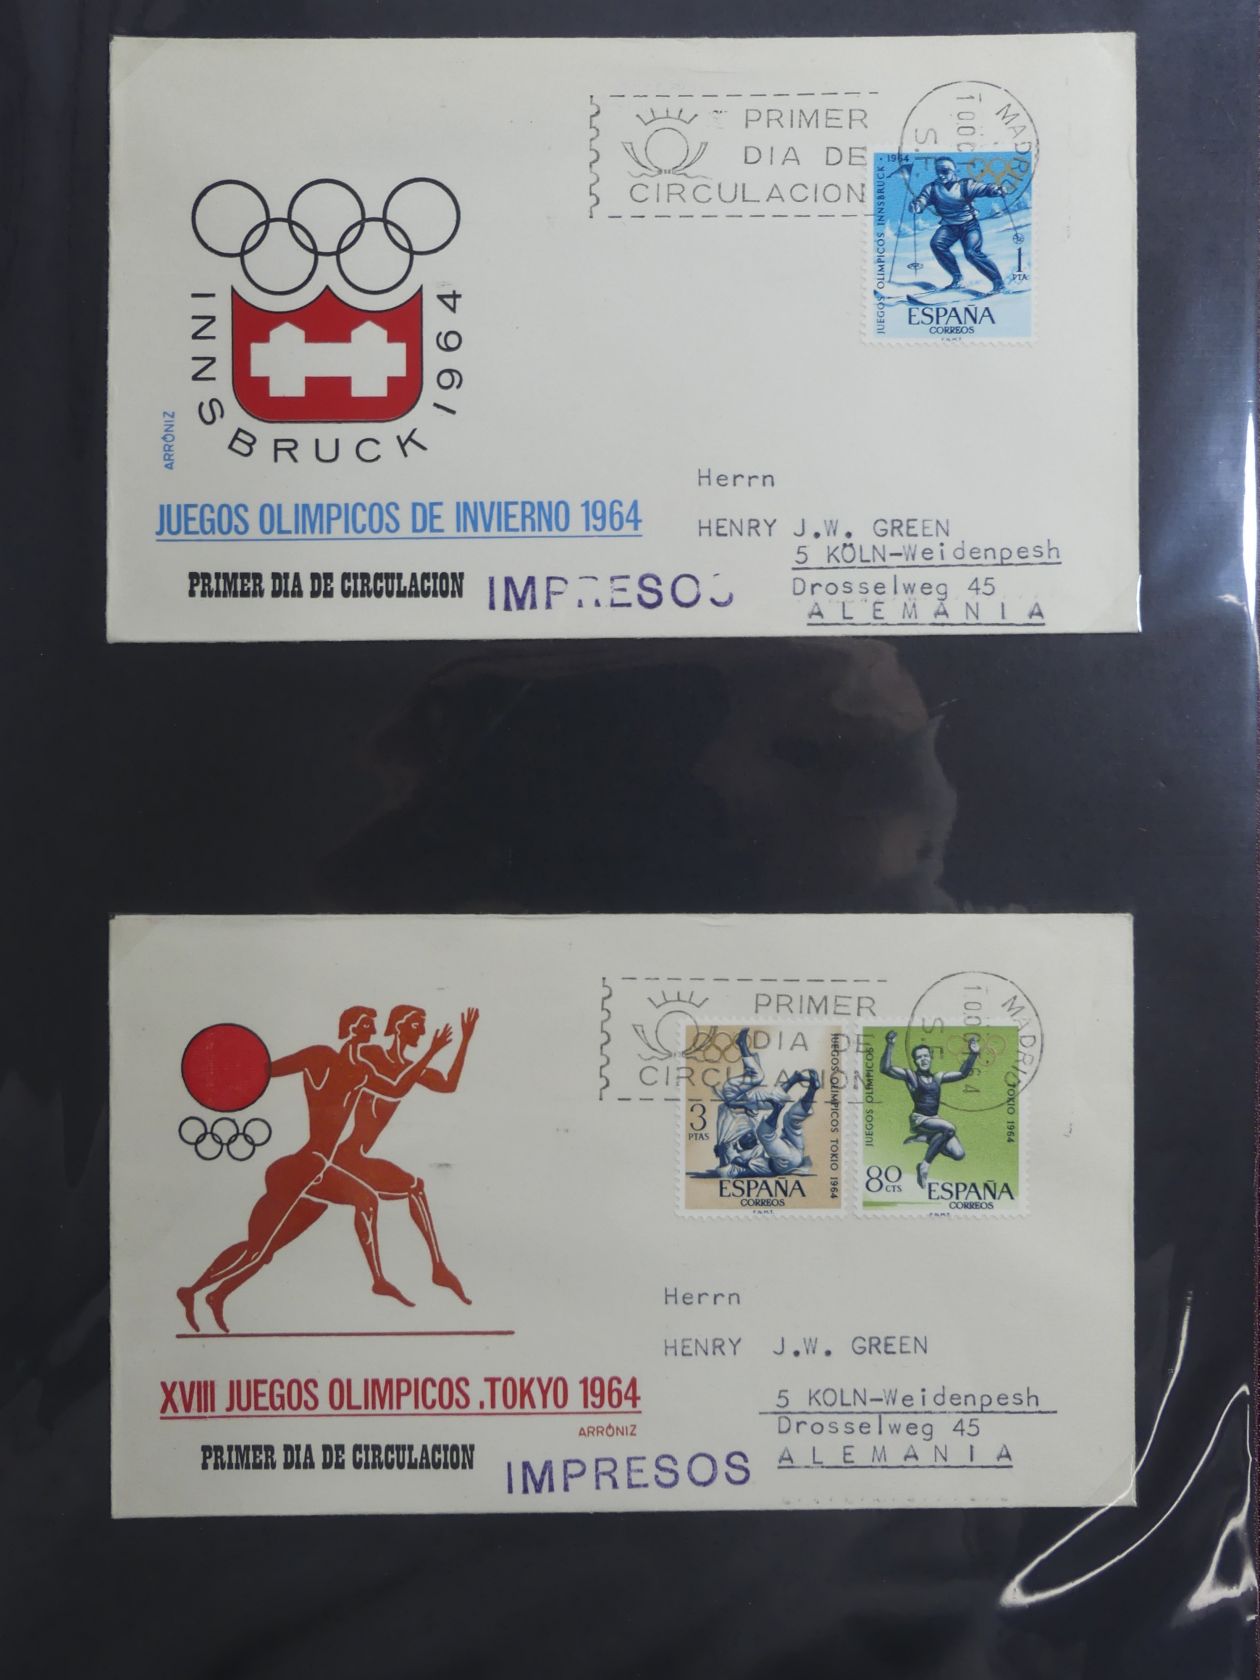 PRIMER
DIA DE
CIRCULACION
MADRID
S.F.
1964
JUEGOS OLIMPICOS INNSBRUCK
1
PTA
ESPAÑA
CORREOS
F.N.M.T.
INNSBRUCK 1964
ARRÓNIZ
JUEGOS OLIMPICOS DE INVIERNO 1964
PRIMER DIA DE CIRCULACION
IMPRESOS
Herrn
HENRY J.W. GREEN
5 KÖLN-Weidenpesh
Drosselweg 45
ALEMANIA
PRIMER
DIA DE
CIRCULACION
MADRID
S.F.
3
PTAS
JUEGOS OLIMPICOS TOKIO 1964
ESPAÑA
CORREOS
F.N.M.T.
JUEGOS OLIMPICOS
TOKIO 1964
80
CTS
ESPAÑA
CORREOS
F.N.M.T.
XVIII JUEGOS OLIMPICOS .TOKYO 1964
ARRÓNIZ
PRIMER DIA DE CIRCULACION
IMPRESOS
Herrn
HENRY J.W. GREEN
5 KOLN-Weidenpesh
Drosselweg 45
ALEMANIA